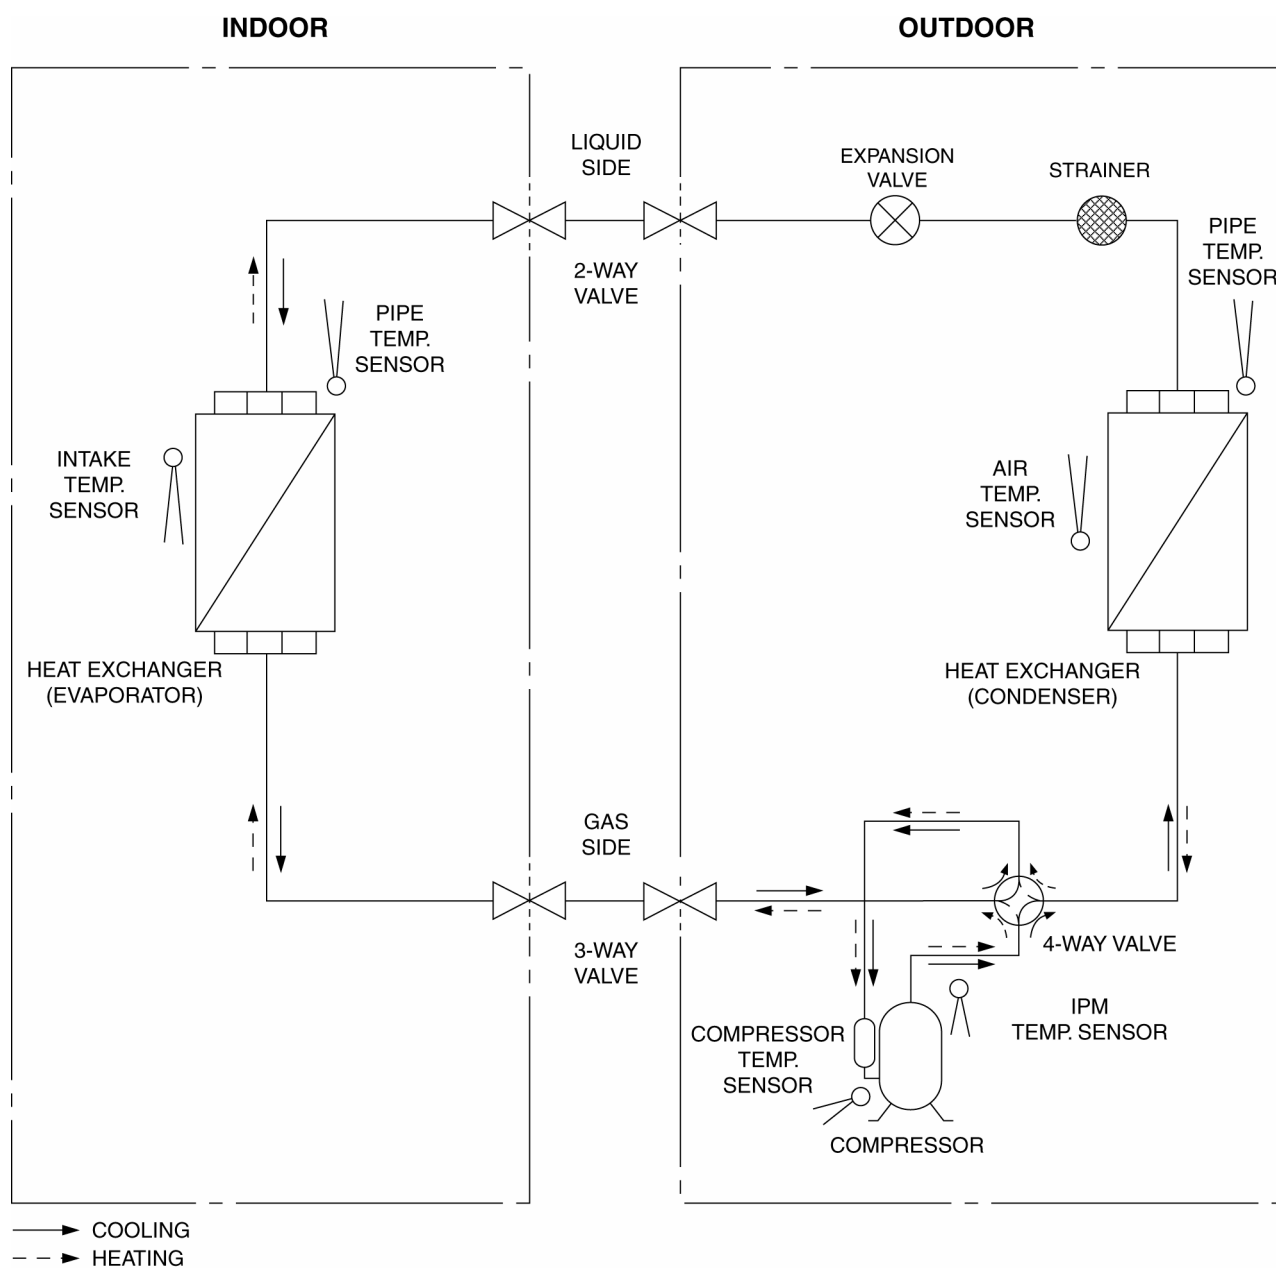 INDOOR
OUTDOOR
LIQUID
SIDE
EXPANSION
VALVE
STRAINER
PIPE
TEMP.
SENSOR
2-WAY
VALVE
PIPE
TEMP.
SENSOR
INTAKE
TEMP.
SENSOR
AIR
TEMP.
SENSOR
HEAT EXCHANGER
(EVAPORATOR)
HEAT EXCHANGER
(CONDENSER)
GAS
SIDE
3-WAY
VALVE
4-WAY VALVE
IPM
TEMP. SENSOR
COMPRESSOR
TEMP.
SENSOR
COMPRESSOR
COOLING
HEATING